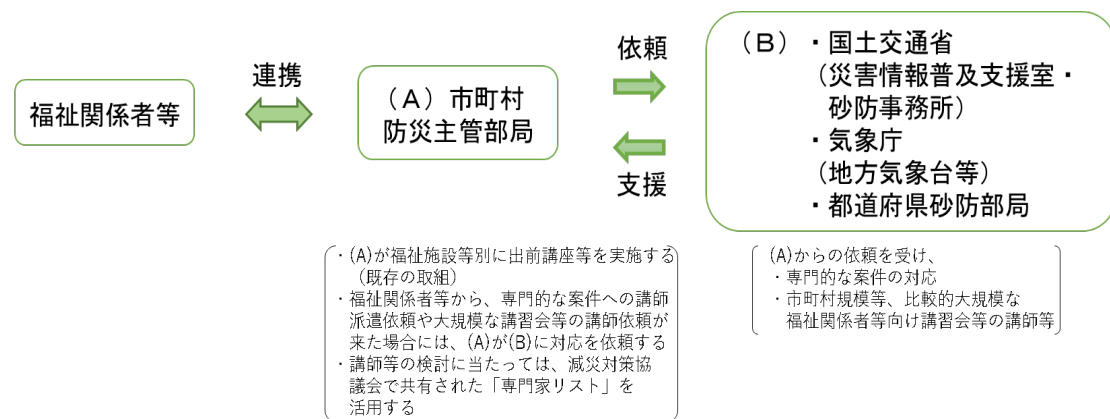 福祉関係者等
連携
（A）市町村
防災主管部局
依頼
支援
（B）・国土交通省
（災害情報普及支援室・
砂防事務所）
・気象庁
（地方気象台等）
・都道府県砂防部局
・(A)が福祉施設等別に出前講座等を実施する
（既存の取組）
・福祉関係者等から、専門的な案件への講師
派遣依頼や大規模な講習会等の講師依頼が
来た場合には、(A)が(B)に対応を依頼する
・講師等の検討に当たっては、減災対策協
議会で共有された「専門家リスト」を
活用する
(A)からの依頼を受け、
・専門的な案件の対応
・市町村規模等、比較的大規模な
福祉関係者等向け講習会等の講師等